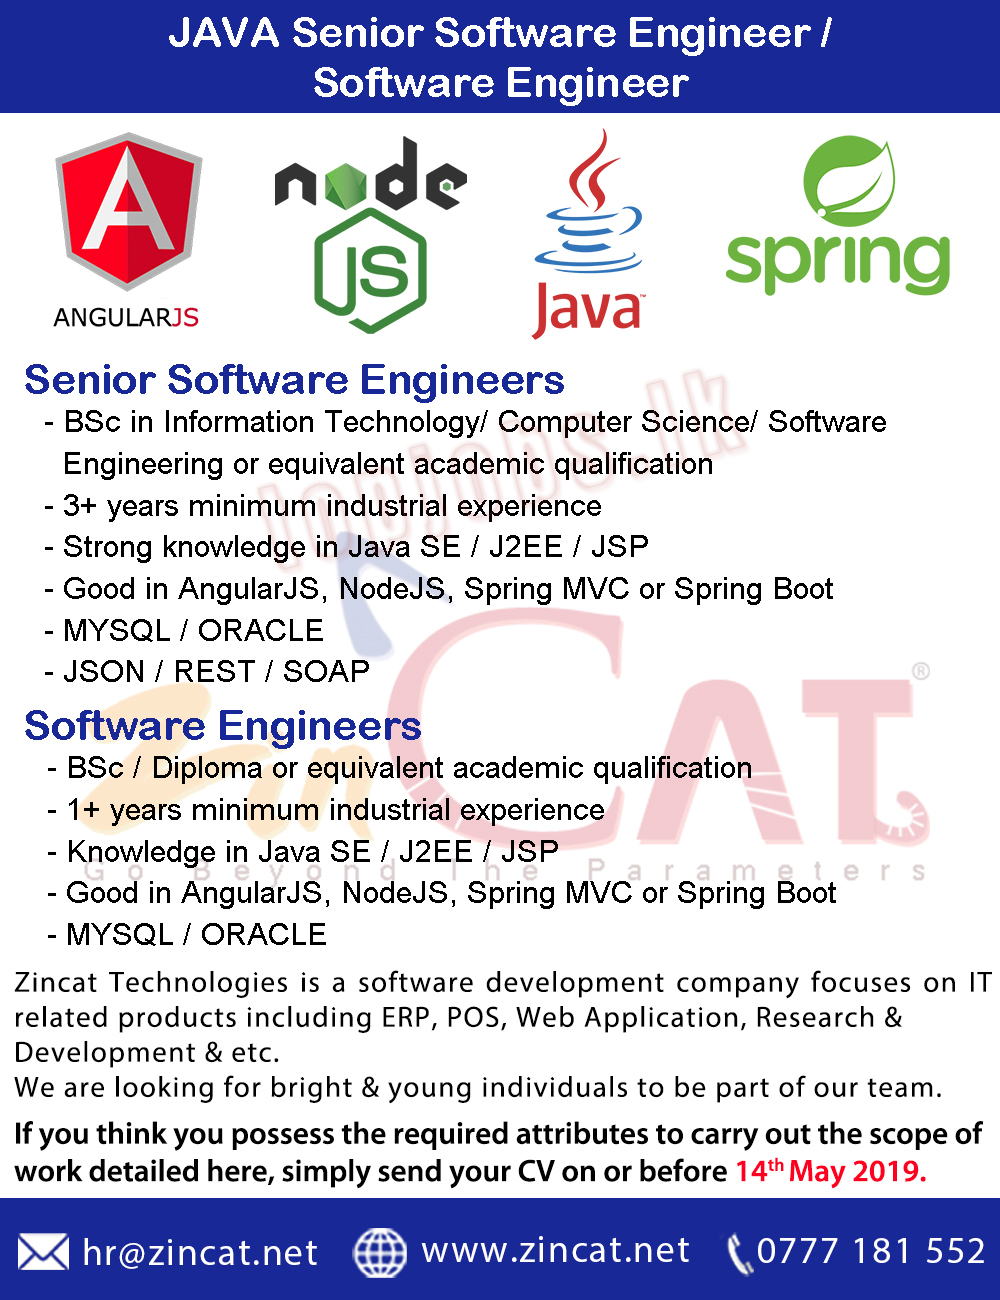 JAVA Senior Software Engineer /
Software Engineer
ANGULARJS
node
JS
Java™
spring
Senior Software Engineers
- BSc in Information Technology/ Computer Science/ Software
Engineering or equivalent academic qualification
- 3+ years minimum industrial experience
- Strong knowledge in Java SE / J2EE / JSP
- Good in AngularJS, NodeJS, Spring MVC or Spring Boot
- MYSQL / ORACLE
- JSON / REST / SOAP
Software Engineers
- BSc / Diploma or equivalent academic qualification
- 1+ years minimum industrial experience
- Knowledge in Java SE / J2EE / JSP
- Good in AngularJS, NodeJS, Spring MVC or Spring Boot
- MYSQL / ORACLE
topjobs.lk
ZinCAT®
Go Beyond The Parameters
Zincat Technologies is a software development company focuses on IT
related products including ERP, POS, Web Application, Research &
Development & etc.
We are looking for bright & young individuals to be part of our team.
If you think you possess the required attributes to carry out the scope of
work detailed here, simply send your CV on or before 14th May 2019.
hr@zincat.net www.zincat.net 0777 181 552